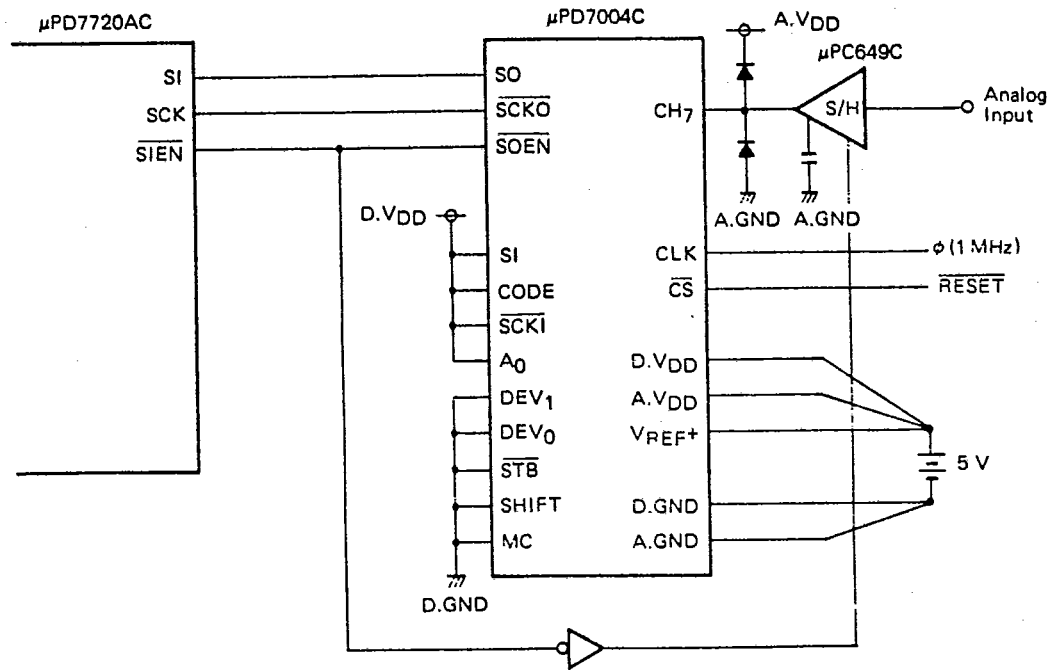 μPD7720AC
μPD7004C
A.VDD
μPC649C
SI
SCK
SIEN
SO
SCKO
SOEN
CH7
S/H
Analog
Input
A.GND
A.GND
D.VDD
SI
CODE
SCKI
A0
DEV1
DEV0
STB
SHIFT
MC
D.GND
CLK
CS
D.VDD
A.VDD
VREF+
D.GND
A.GND
φ (1 MHz)
RESET
5 V